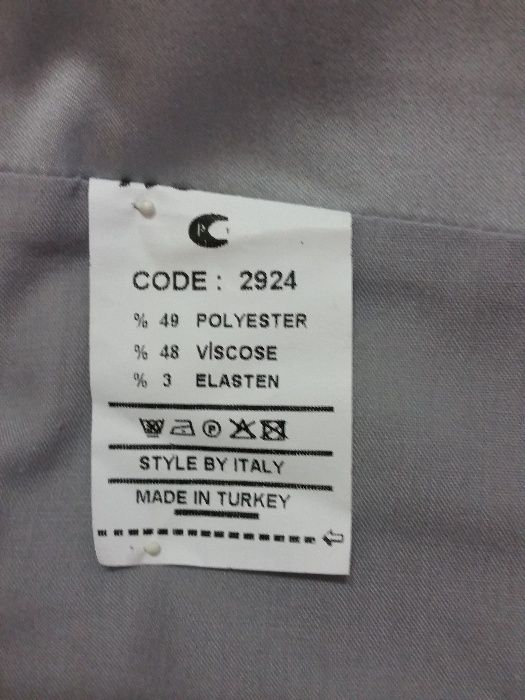 P
CODE : 2924
% 49 POLYESTER
% 48 VİSCOSE
% 3 ELASTEN
P
STYLE BY ITALY
MADE IN TURKEY